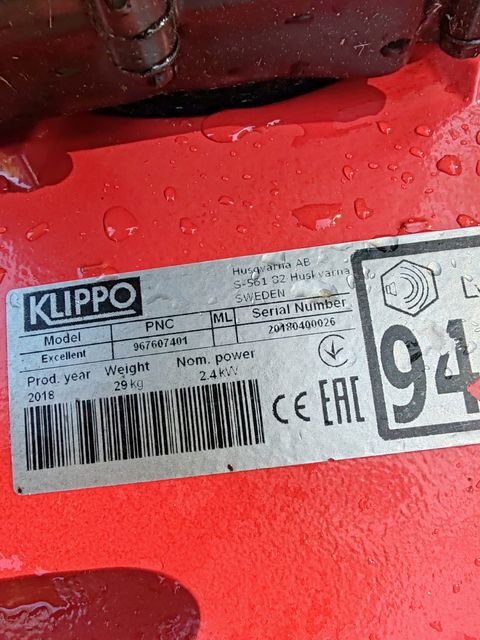 KLIPPO
Husqvarna AB
S-561 82 Huskvarna
SWEDEN
Model PNC ML Serial Number
Excellent 967607401 20180400026
Prod. year Weight Nom. power
2018 29 kg 2.4 kW
CE EAC
94